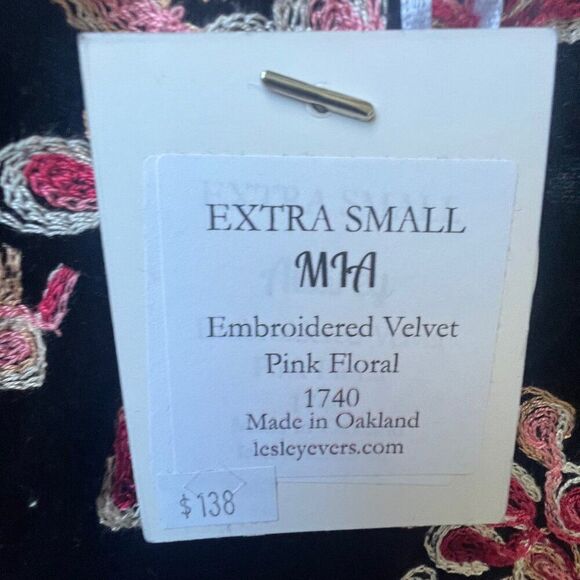 EXTRA SMALL
MIA
Embroidered Velvet
Pink Floral
1740
Made in Oakland
lesleyevers.com
$138